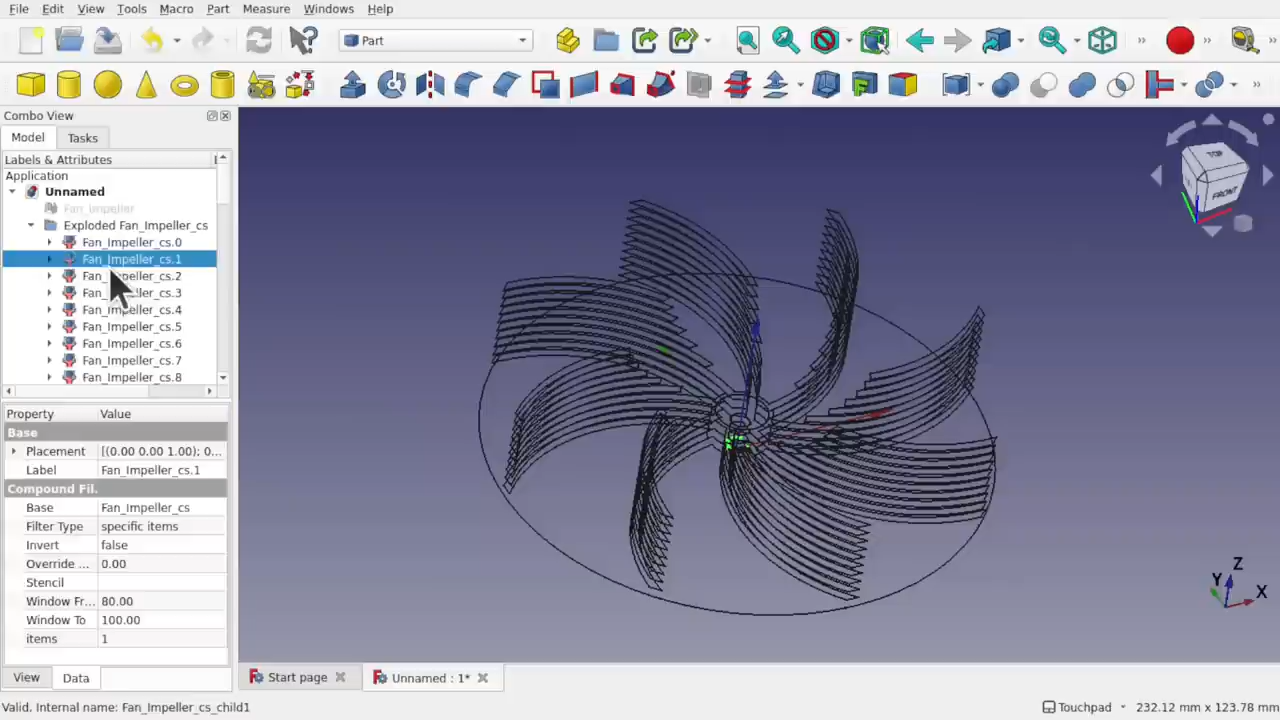 File Edit View Tools Macro Part Measure Windows Help
Part
Combo View
Model Tasks
Labels & Attributes
Application
Unnamed
Fan_Impeller
Exploded Fan_Impeller_cs
Fan_Impeller_cs.0
Fan_Impeller_cs.1
Fan_Impeller_cs.2
Fan_Impeller_cs.3
Fan_Impeller_cs.4
Fan_Impeller_cs.5
Fan_Impeller_cs.6
Fan_Impeller_cs.7
Fan_Impeller_cs.8
Property Value
Base
Placement [(0.00 0.00 1.00); 0...
Label Fan_Impeller_cs.1
Compound Fil.
Base Fan_Impeller_cs
Filter Type specific items
Invert false
Override ... 0.00
Stencil
Window Fr... 80.00
Window To 100.00
items 1
View Data
TOP
FRONT
Z
Y
X
Start page Unnamed : 1*
Valid, Internal name: Fan_Impeller_cs_child1
Touchpad 232.12 mm x 123.78 mm